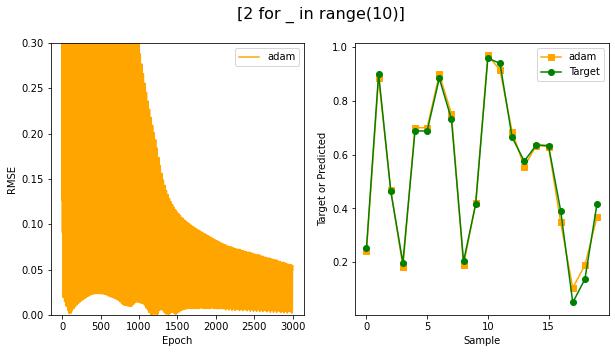 [2 for _ in range(10)]
0.30
0.25
0.20
0.15
0.10
0.05
0.00
RMSE
0 500 1000 1500 2000 2500 3000
Epoch
adam
1.0
0.8
0.6
0.4
0.2
Target or Predicted
0 5 10 15
Sample
adam
Target